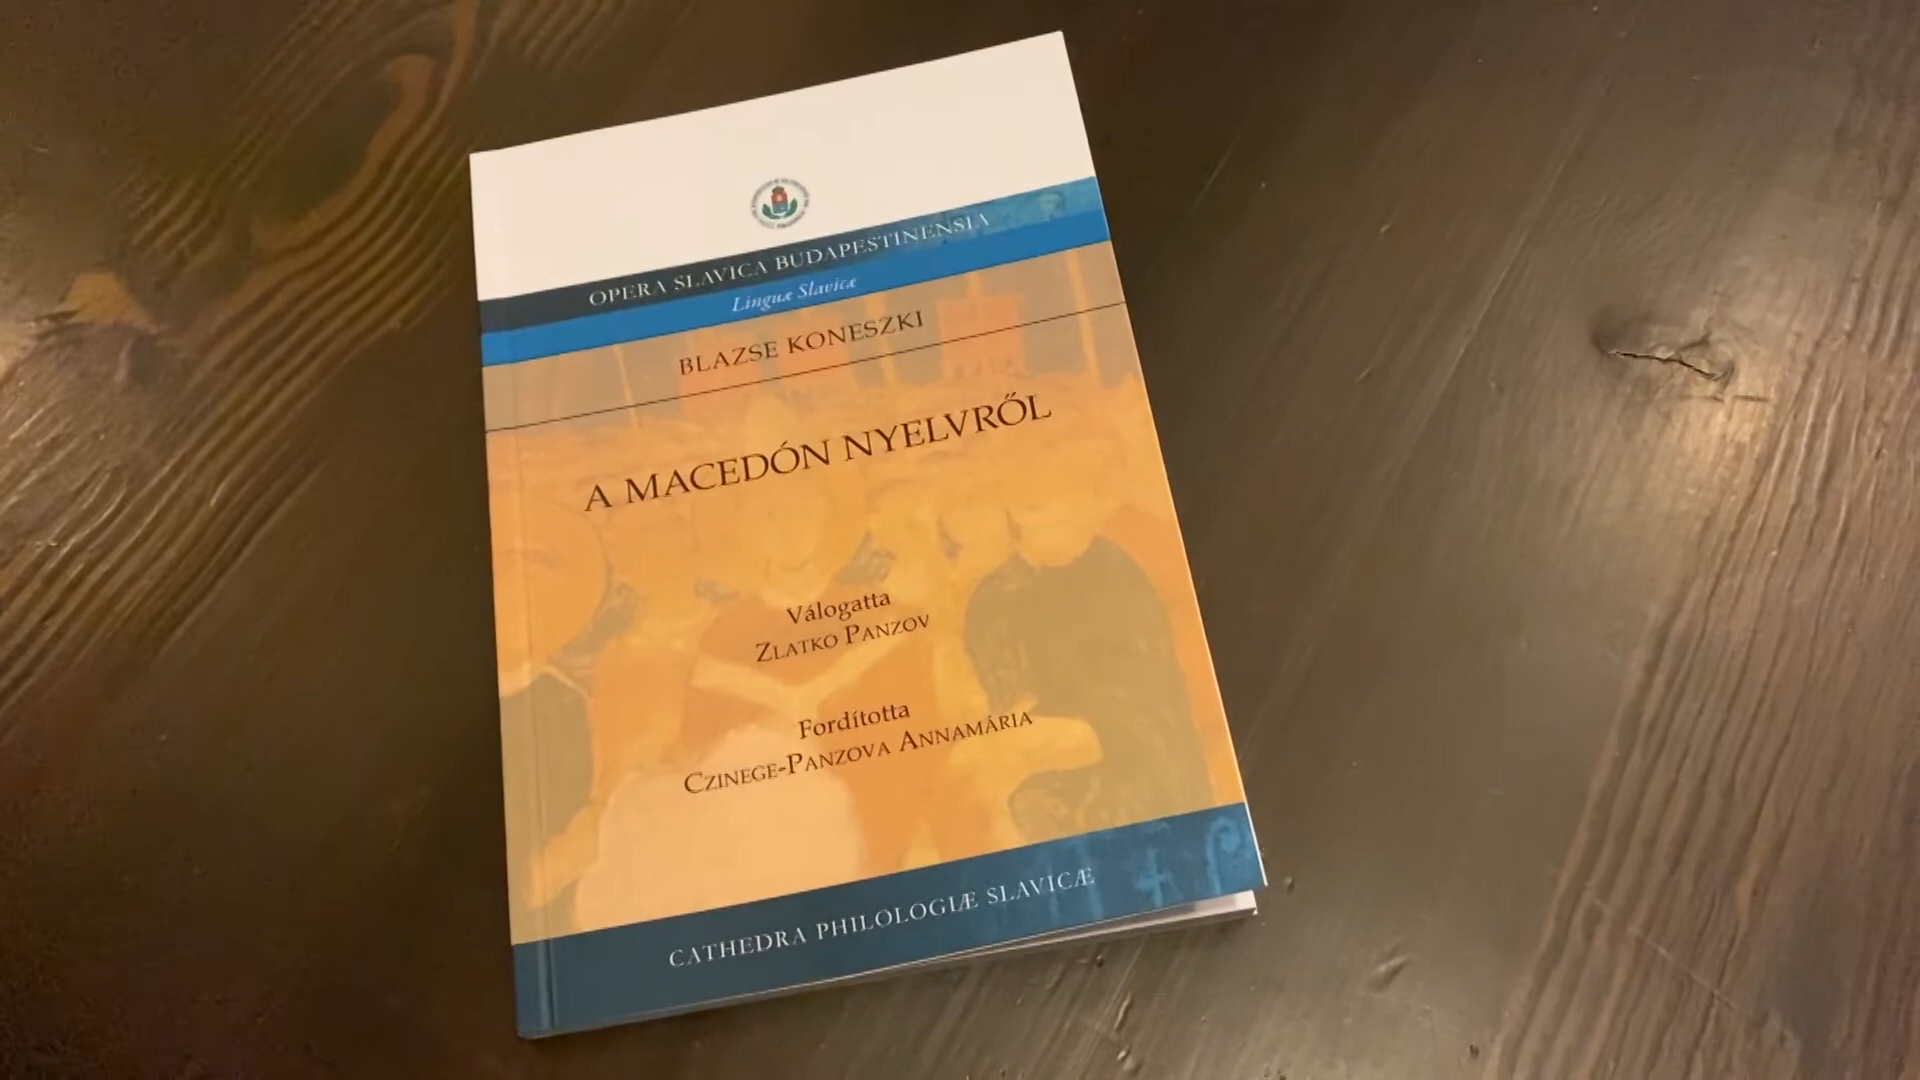 OPERA SLAVICA BUDAPESTINENSIA
Linguæ Slavicæ
BLAZSE KONESZKI
A MACEDÓN NYELVRŐL
Válogatta
ZLATKO PANZOV
Fordította
CZINEGE-PANZOVA ANNAMÁRIA
CATHEDRA PHILOLOGIÆ SLAVICÆ